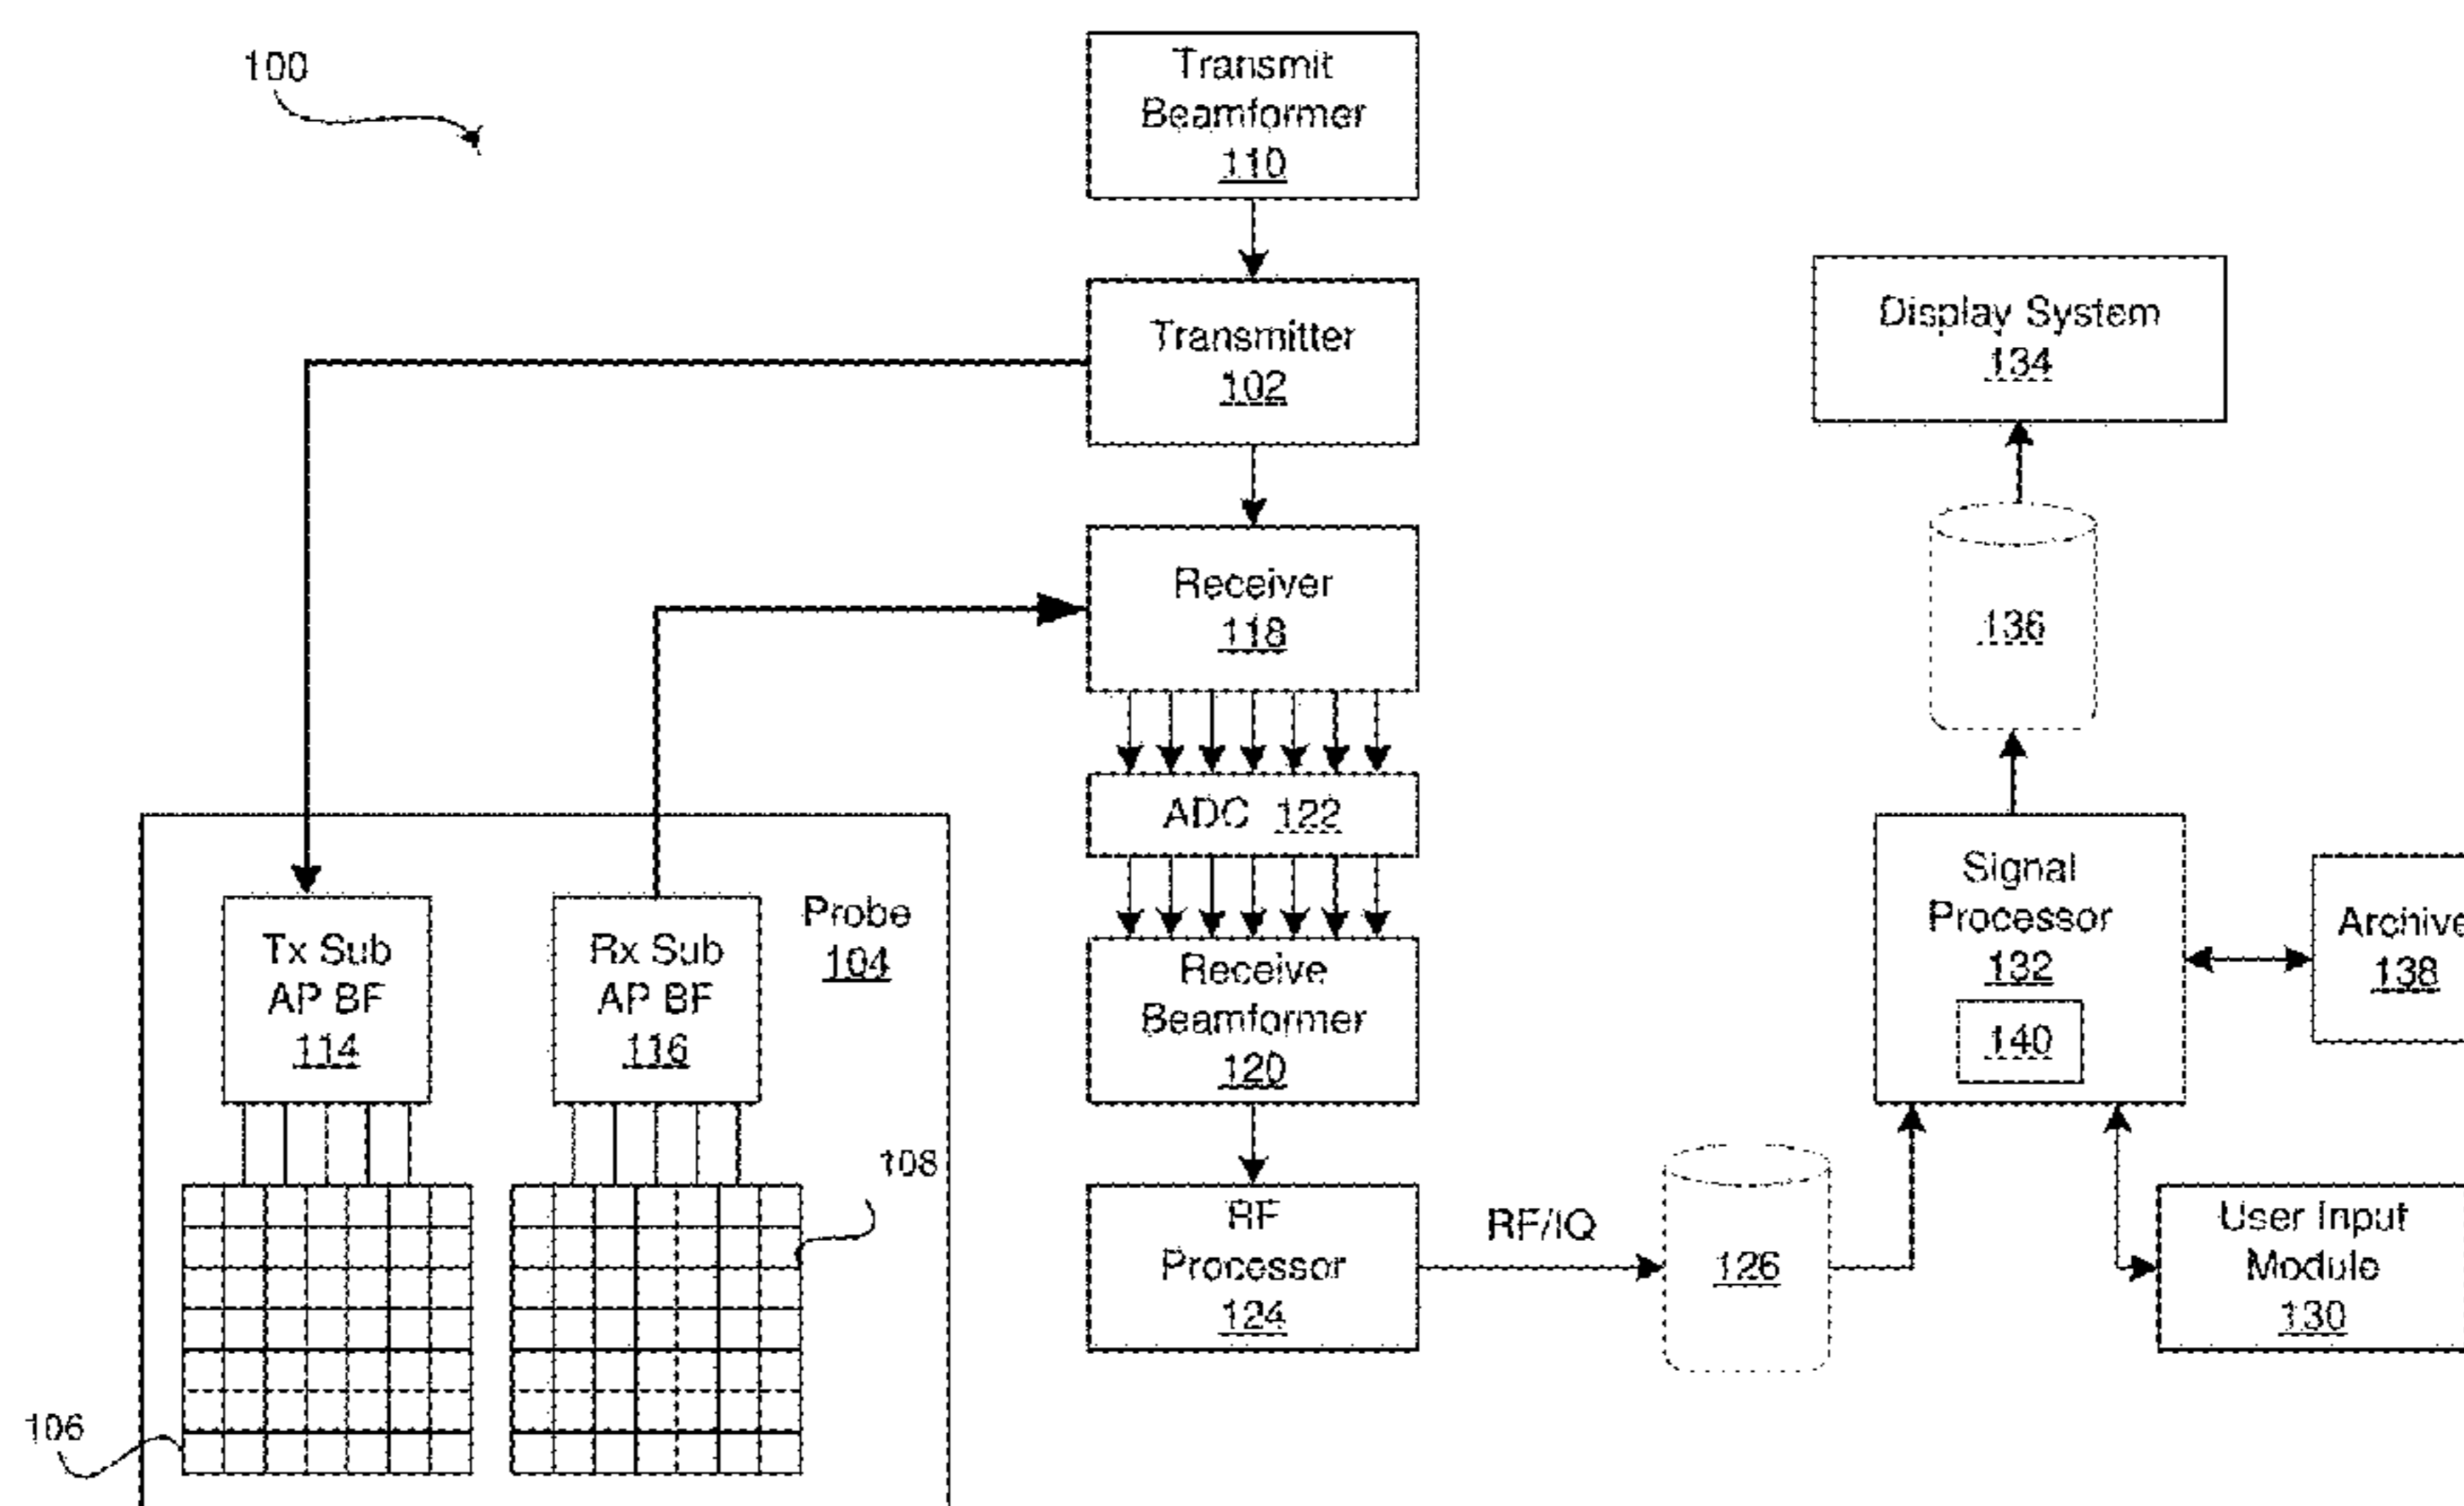 100
Transmit
Beamformer
110
Transmitter
102
Display System
134
Receiver
118
136
ADC 122
Signal
Processor
132
140
Archive
138
Probe
104
Tx Sub
AP BF
114
Rx Sub
AP BF
116
Receive
Beamformer
120
108
RF
Processor
124
RF/IQ
126
User Input
Module
130
106